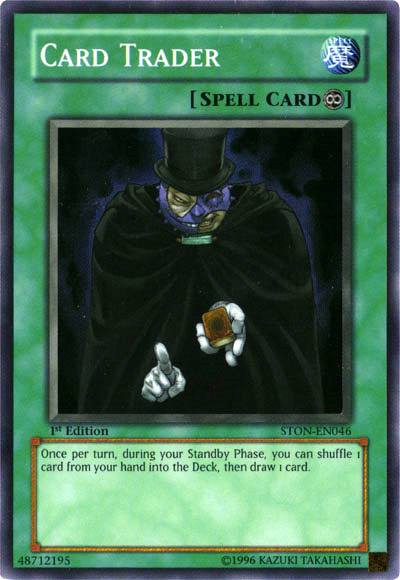 CARD TRADER
魔
[SPELL CARD∞]
1st Edition
STON-EN046
Once per turn, during your Standby Phase, you can shuffle 1
card from your hand into the Deck, then draw 1 card.
48712195
©1996 KAZUKI TAKAHASHI